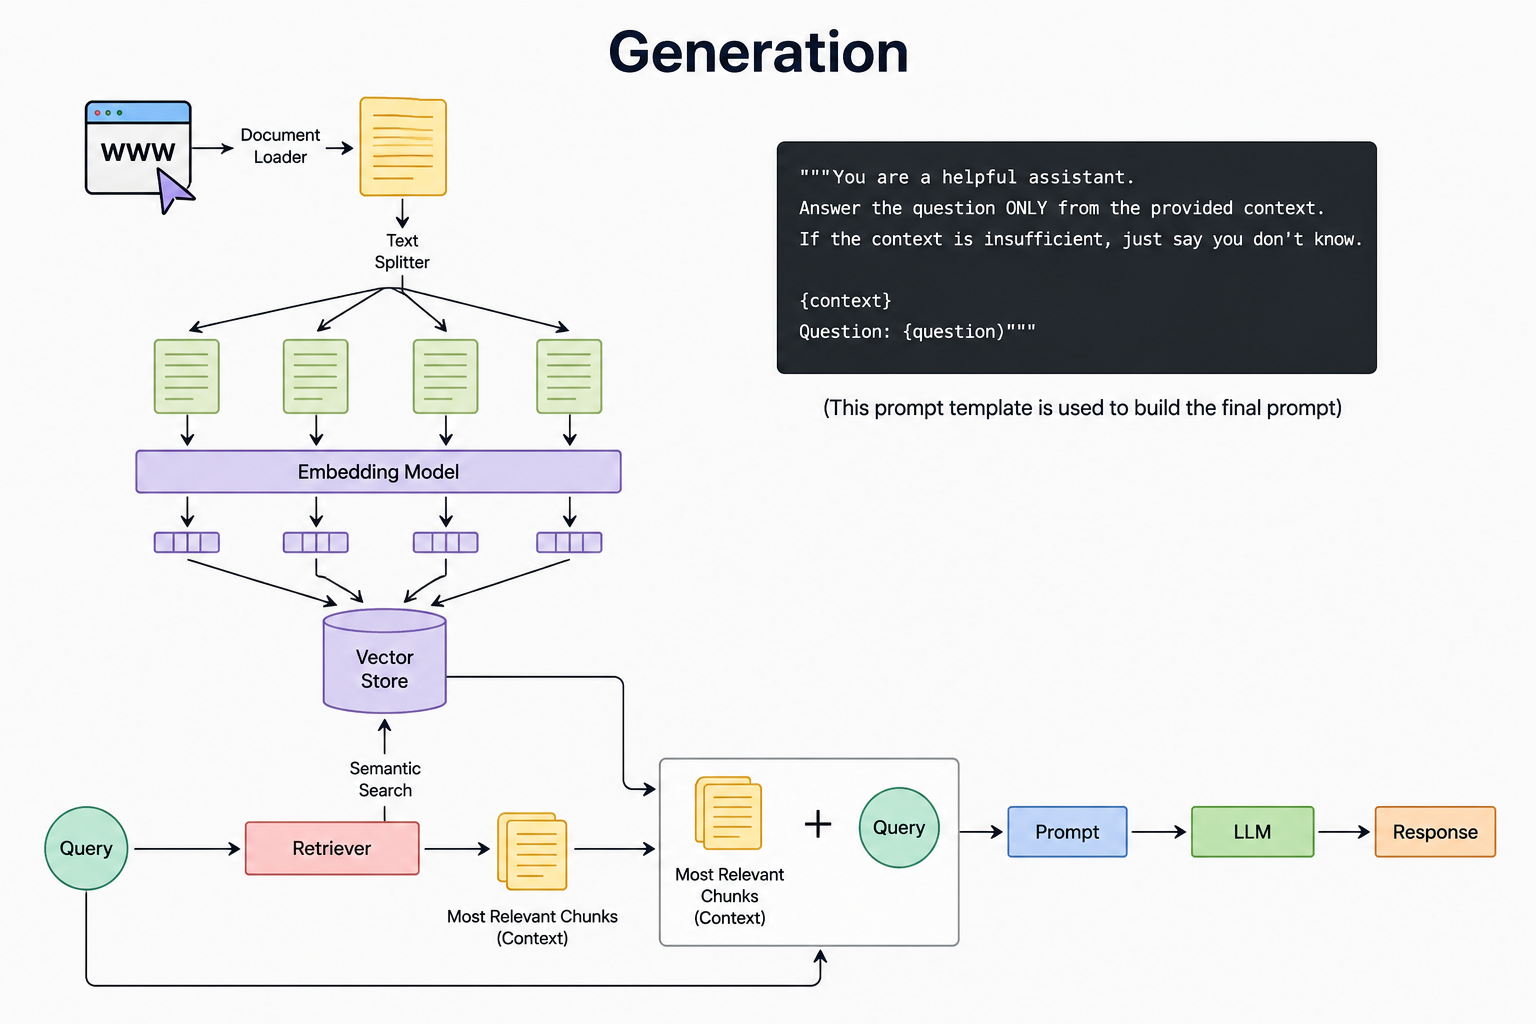 Generation
WWW
Document
Loader
Text
Splitter
"""You are a helpful assistant.
Answer the question ONLY from the provided context.
If the context is insufficient, just say you don't know.
{context}
Question: {question)"""
(This prompt template is used to build the final prompt)
Embedding Model
Vector
Store
Semantic
Search
Query
Retriever
Most Relevant Chunks
(Context)
Most Relevant
Chunks
(Context)
+
Query
Prompt
LLM
Response